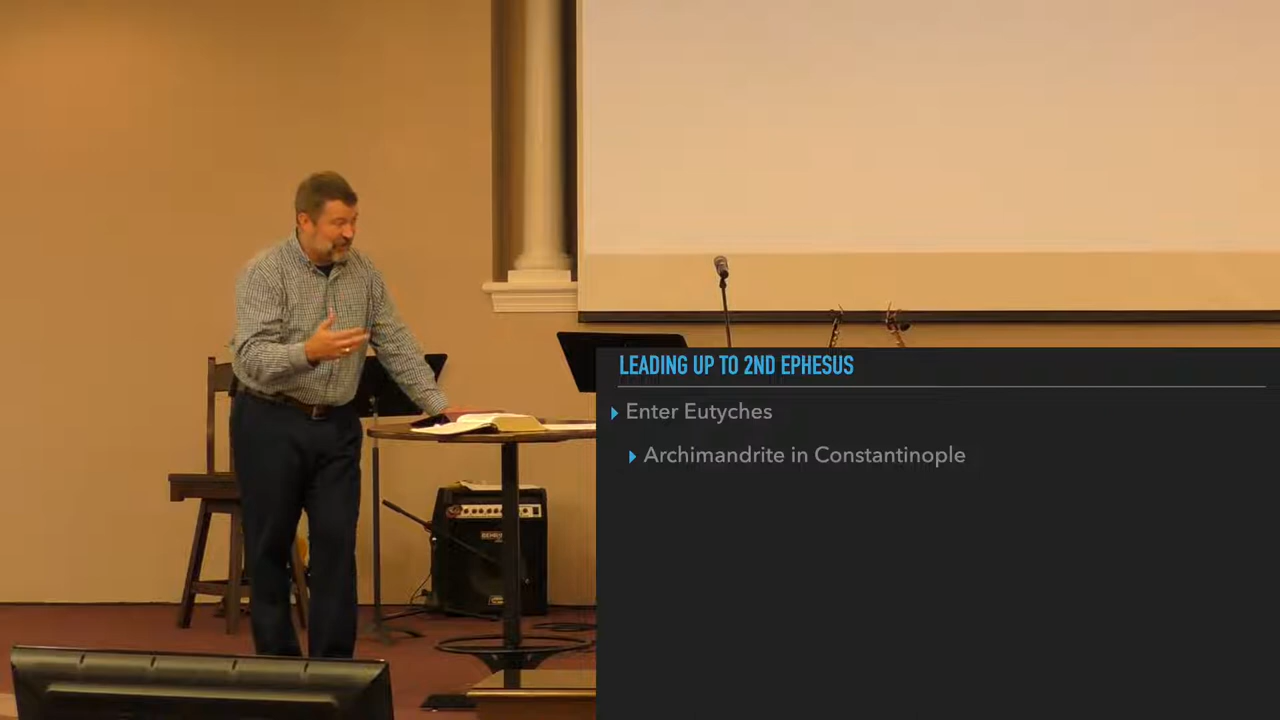 LEADING UP TO 2ND EPHESUS
Enter Eutyches
Archimandrite in Constantinople